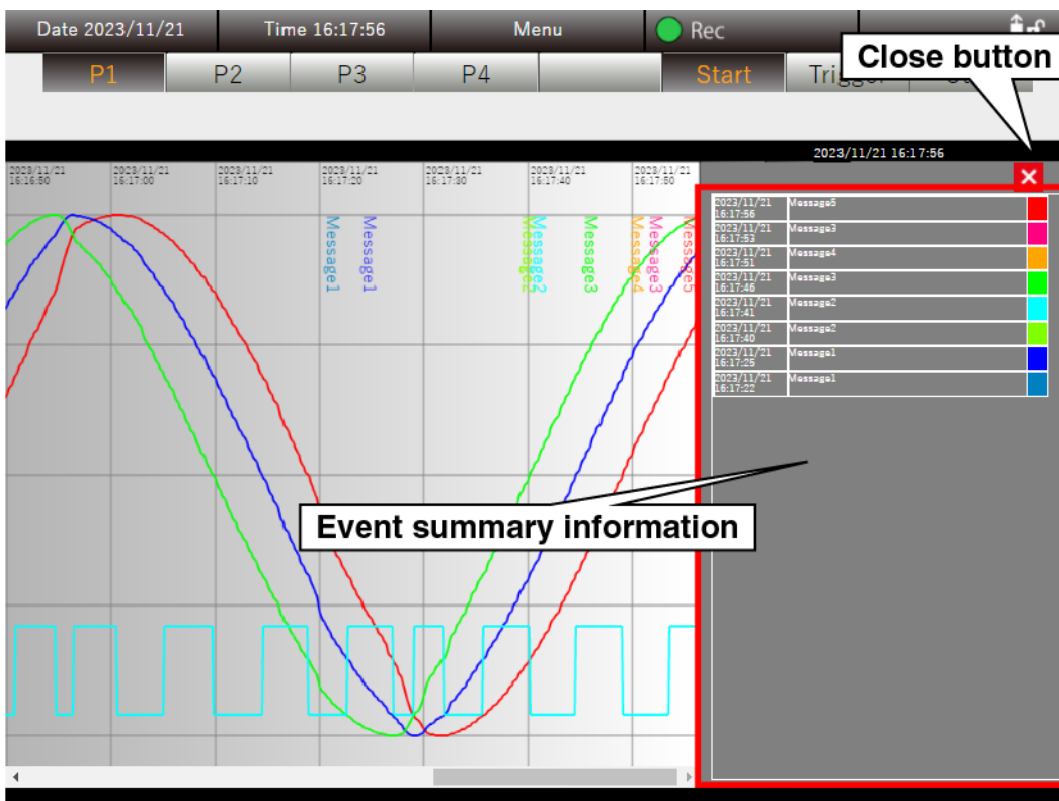 Date 2023/11/21
Time 16:17:56
Menu
Rec
Close button
P1
P2
P3
P4
Start
2023/11/21 16:17:56
2023/11/21
16:16:50
2023/11/21
16:17:00
2023/11/21
16:17:10
2023/11/21
16:17:20
2023/11/21
16:17:30
2023/11/21
16:17:40
2023/11/21
16:17:50
Message1
Message1
Message2
Message2
Message3
Message4
Message3
Message5
2023/11/21 Message5
16:17:56
2023/11/21 Message3
16:17:53
2023/11/21 Message4
16:17:51
2023/11/21 Message3
16:17:46
2023/11/21 Message2
16:17:41
2023/11/21 Message2
16:17:40
2023/11/21 Message1
16:17:25
2023/11/21 Message1
16:17:22
Event summary information